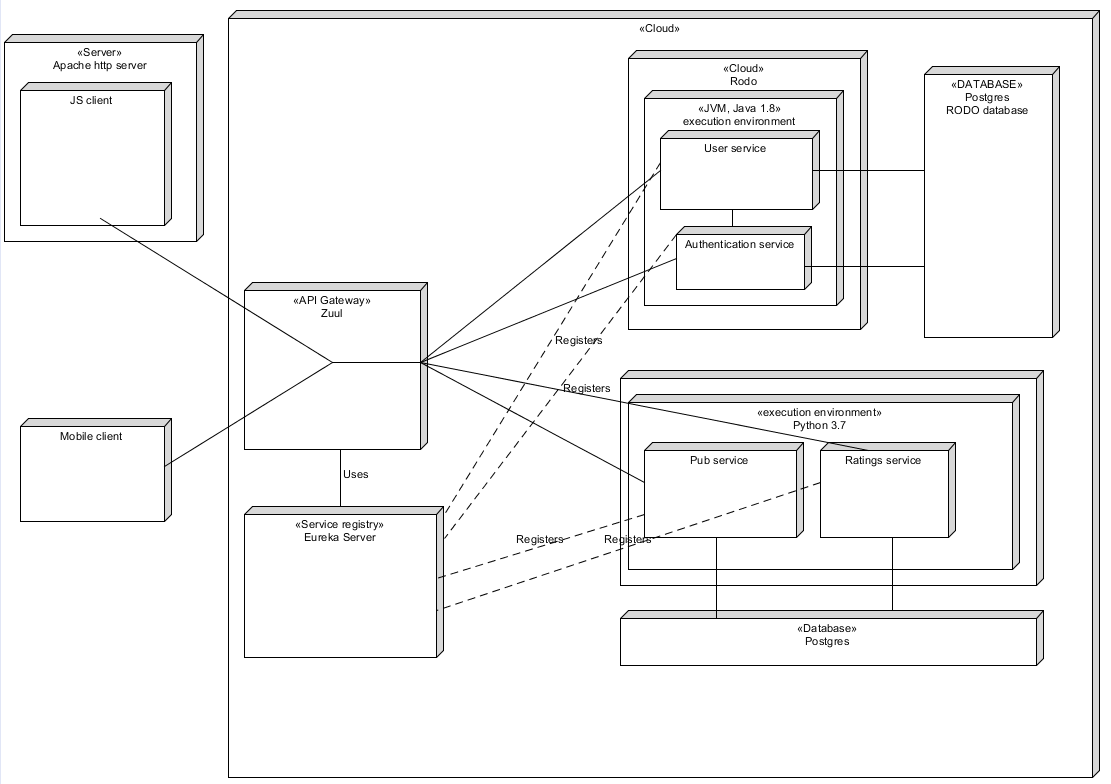 «Cloud»
«Server»
Apache http server
JS client
«Cloud»
Rodo
«JVM, Java 1.8»
execution environment
User service
Authentication service
«DATABASE»
Postgres
RODO database
«API Gateway»
Zuul
Registers
Registers
Mobile client
Uses
«execution environment»
Python 3.7
Pub service
Ratings service
«Service registry»
Eureka Server
Registers
Registers
«Database»
Postgres